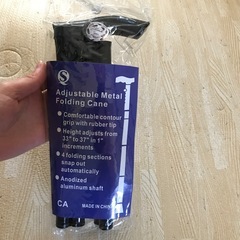 S
Adjustable Metal
Folding Cane
• Comfortable contour
grip with rubber tip
• Height adjusts from
33" to 37" in 1"
increments
• 4 folding sections
snap out
automatically
• Anodized
aluminum shaft
CA
MADE IN CHINA